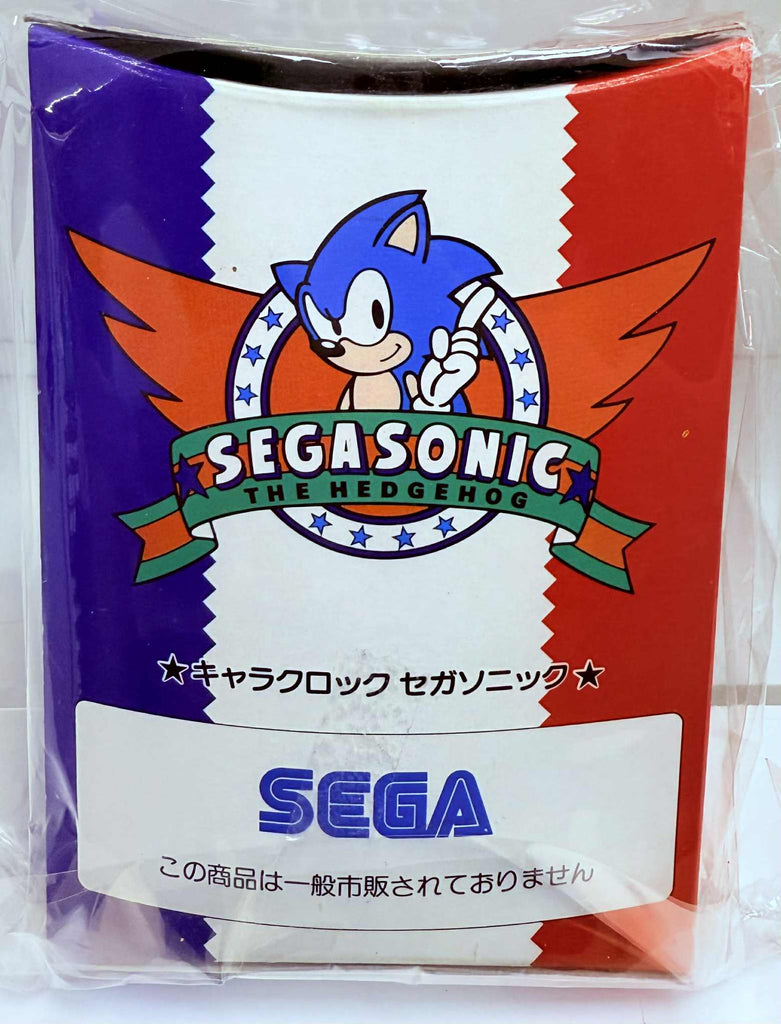 SEGASONIC
THE HEDGEHOG
★キャラクロック セガソニック★
SEGA
この商品は一般市販されておりません